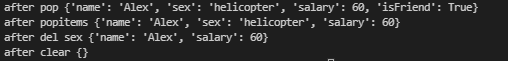 after pop {'name': 'Alex', 'sex': 'helicopter', 'salary': 60, 'isFriend': True}
after popitems {'name': 'Alex', 'sex': 'helicopter', 'salary': 60}
after del sex {'name': 'Alex', 'salary': 60}
after clear {}